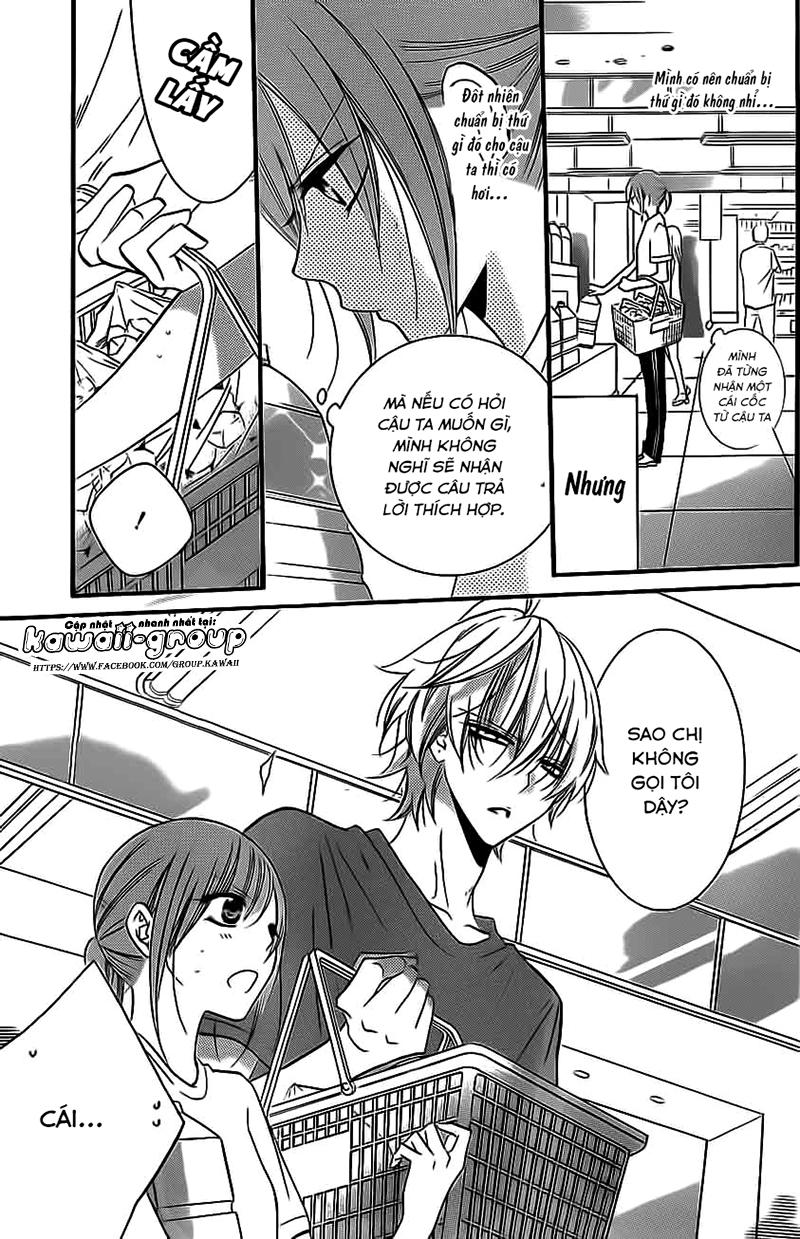 Mình có nên chuẩn bị
thứ gì đó không nhỉ...
MÌNH
ĐÃ TỪNG
NHẬN MỘT
CÁI CỐC
TỪ CẬU TA
Nhưng
Đột nhiên
chuẩn bị thứ
gì đó cho cậu
ta thì có
hơi...
MÀ NẾU CÓ HỎI
CẬU TA MUỐN GÌ,
MÌNH KHÔNG
NGHĨ SẼ NHẬN
ĐƯỢC CÂU TRẢ
LỜI THÍCH HỢP.
CẦM
LẤY
!
Cập nhật nhanh nhất tại:
kawaii-group
HTTPS://WWW.FACEBOOK.COM/GROUP.KAWAII
SAO CHỊ
KHÔNG
GỌI TÔI
DẬY?
CÁI...